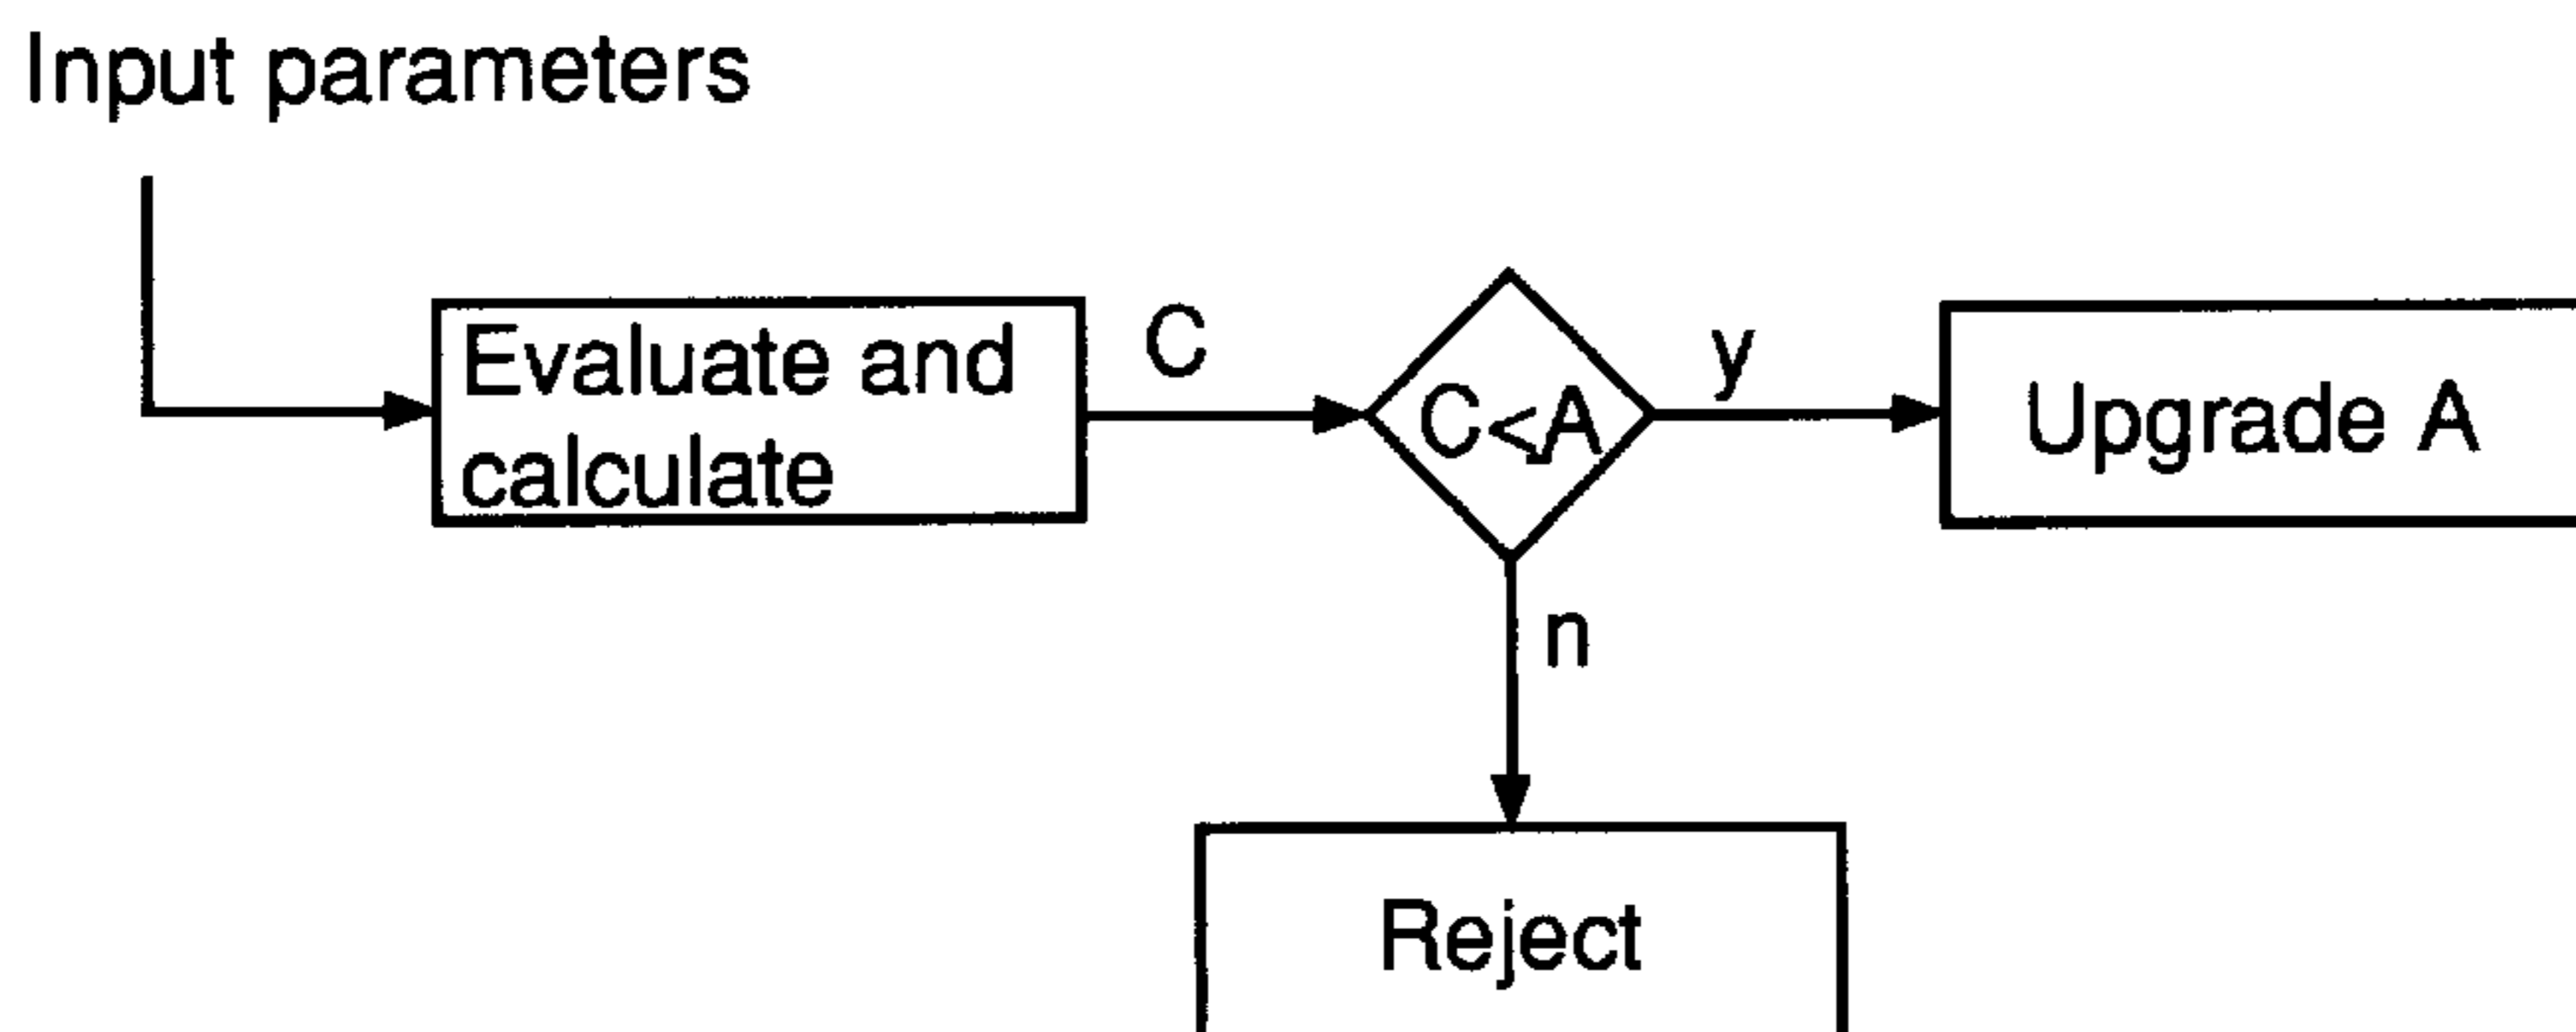 Input parameters
Evaluate and
calculate
C
C<A
y
Upgrade A
n
Reject